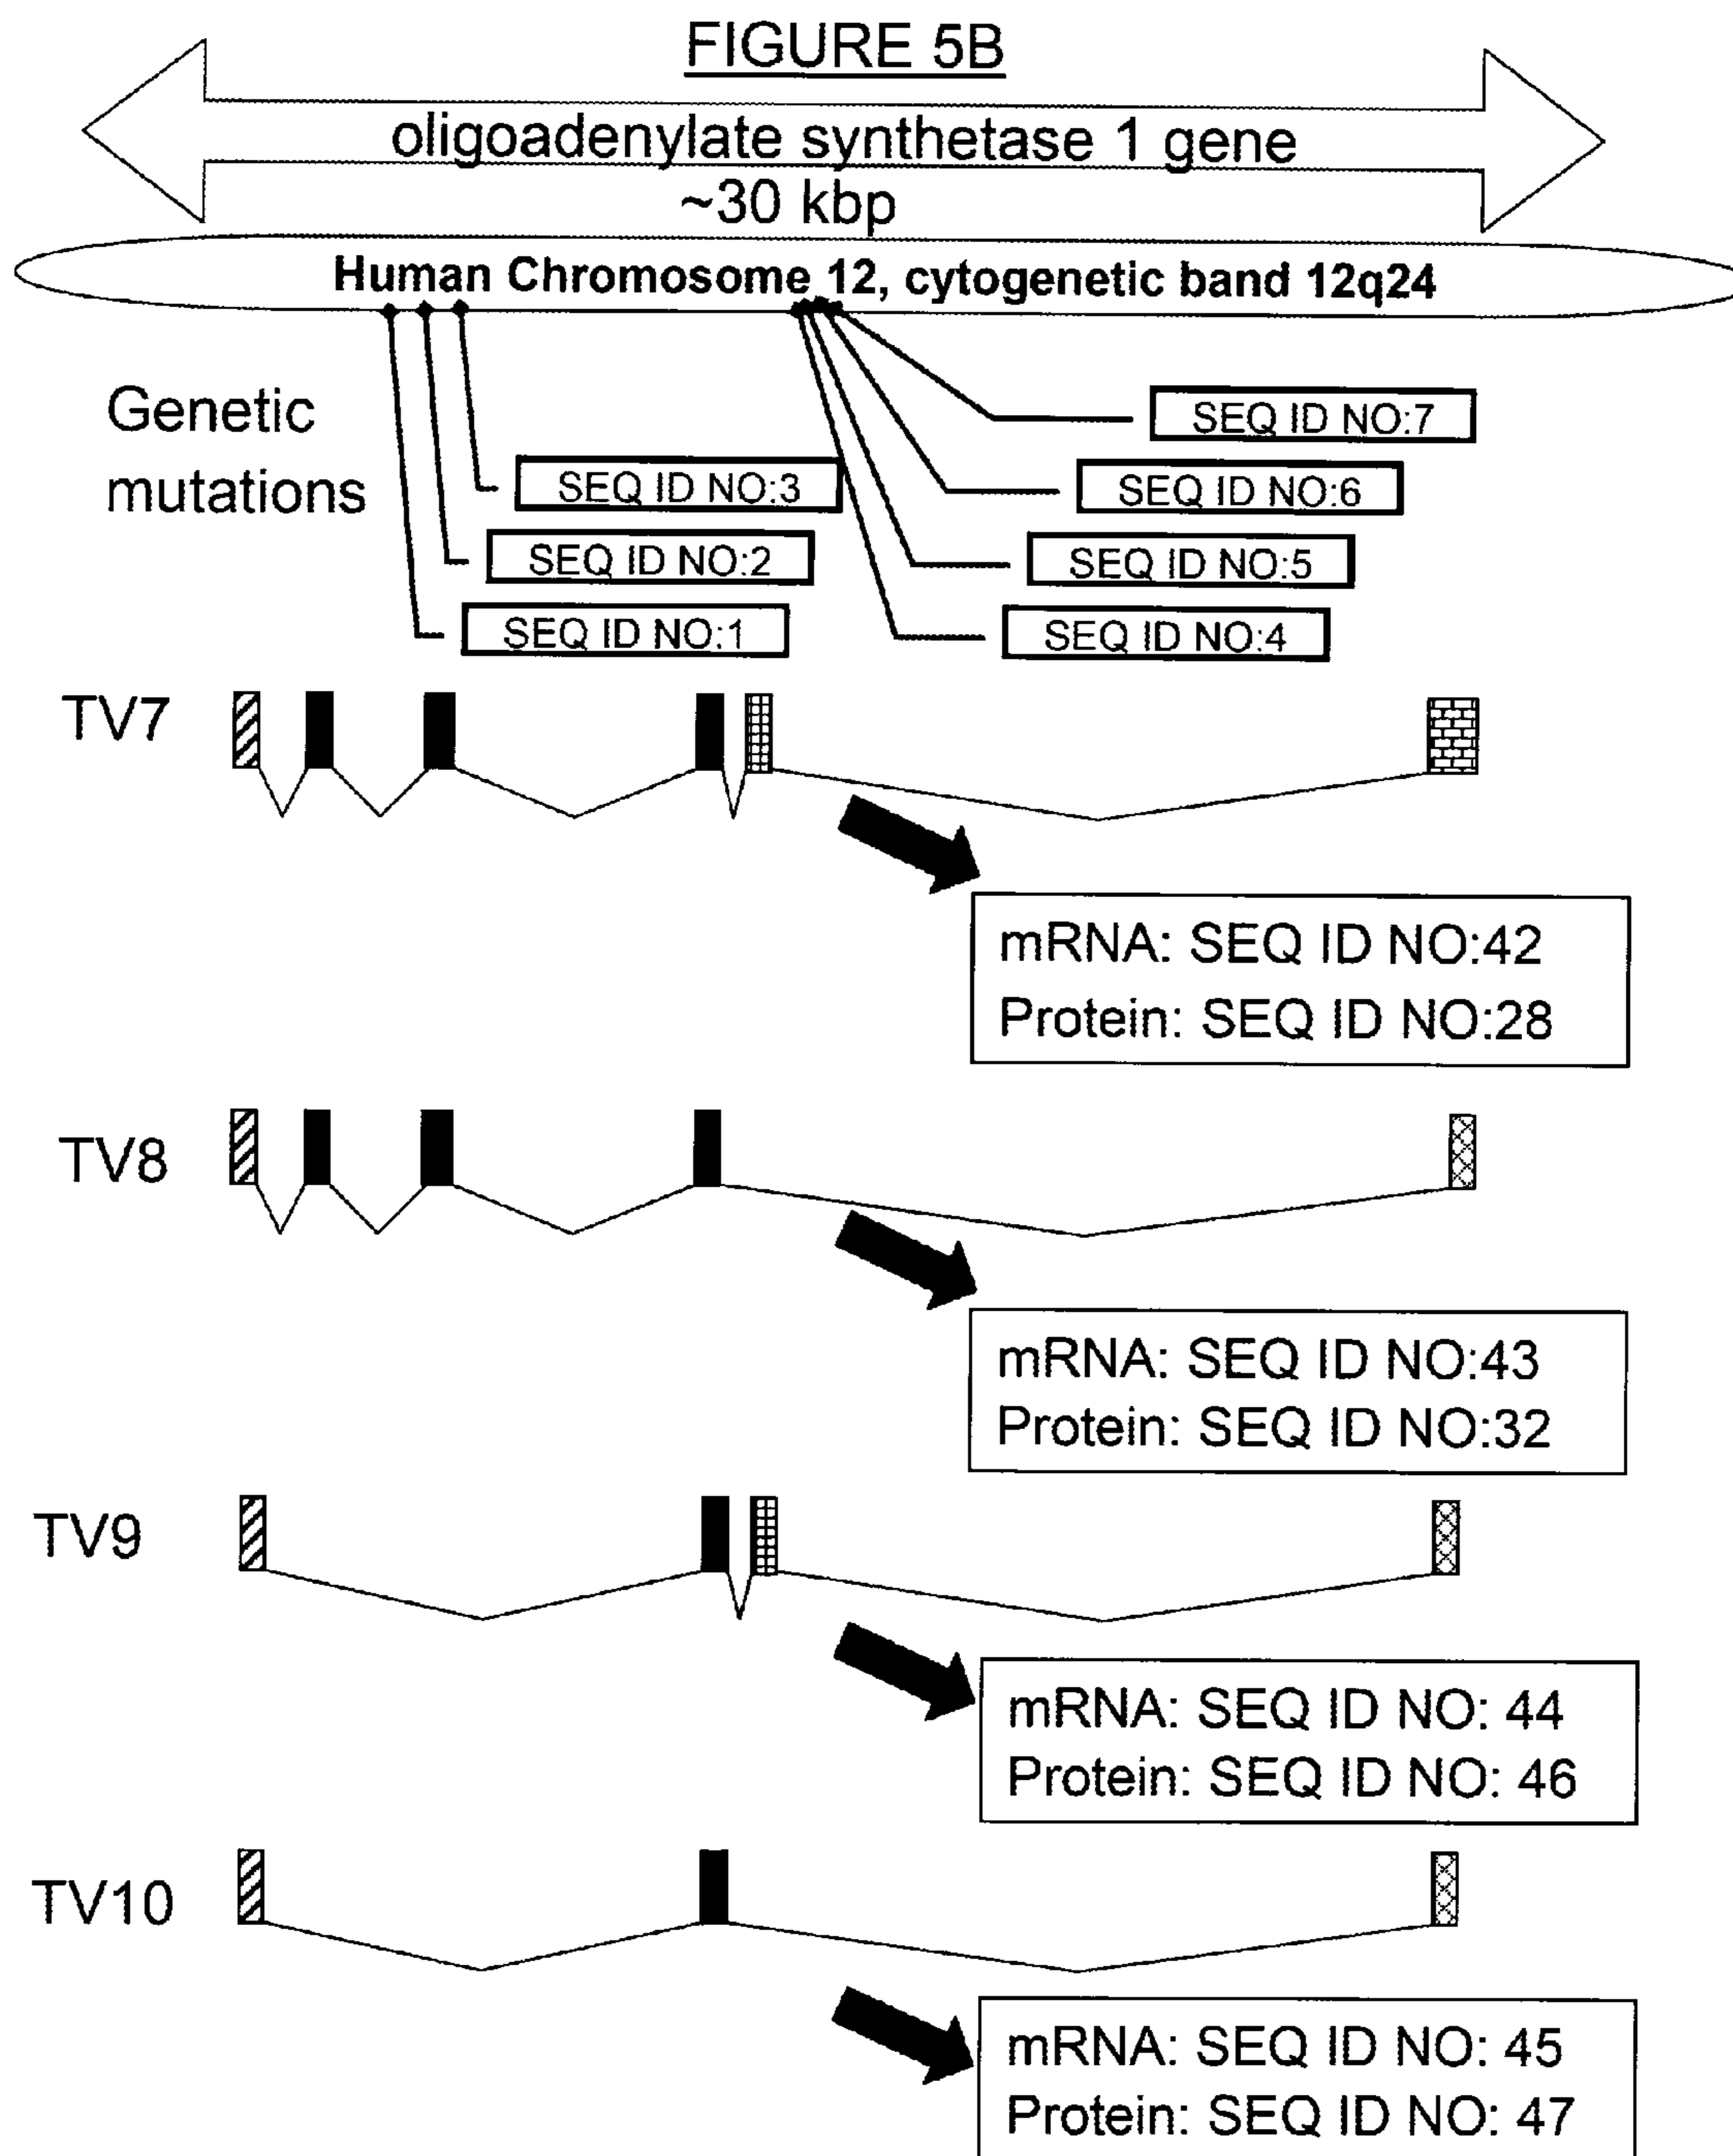 FIGURE 5B
oligoadenylate synthetase 1 gene
~30 kbp
Human Chromosome 12, cytogenetic band 12q24
Genetic
mutations
SEQ ID NO:7
SEQ ID NO:3
SEQ ID NO:6
SEQ ID NO:2
SEQ ID NO:5
SEQ ID NO:1
SEQ ID NO:4
TV7
mRNA: SEQ ID NO:42
Protein: SEQ ID NO:28
TV8
mRNA: SEQ ID NO:43
Protein: SEQ ID NO:32
TV9
mRNA: SEQ ID NO: 44
Protein: SEQ ID NO: 46
TV10
mRNA: SEQ ID NO: 45
Protein: SEQ ID NO: 47